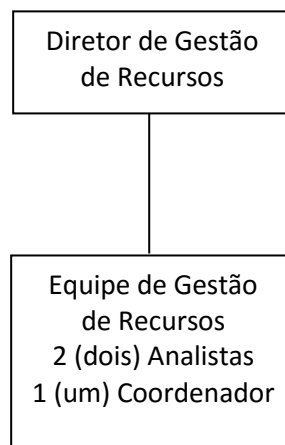 Diretor de Gestão
de Recursos
Equipe de Gestão
de Recursos
2 (dois) Analistas
1 (um) Coordenador